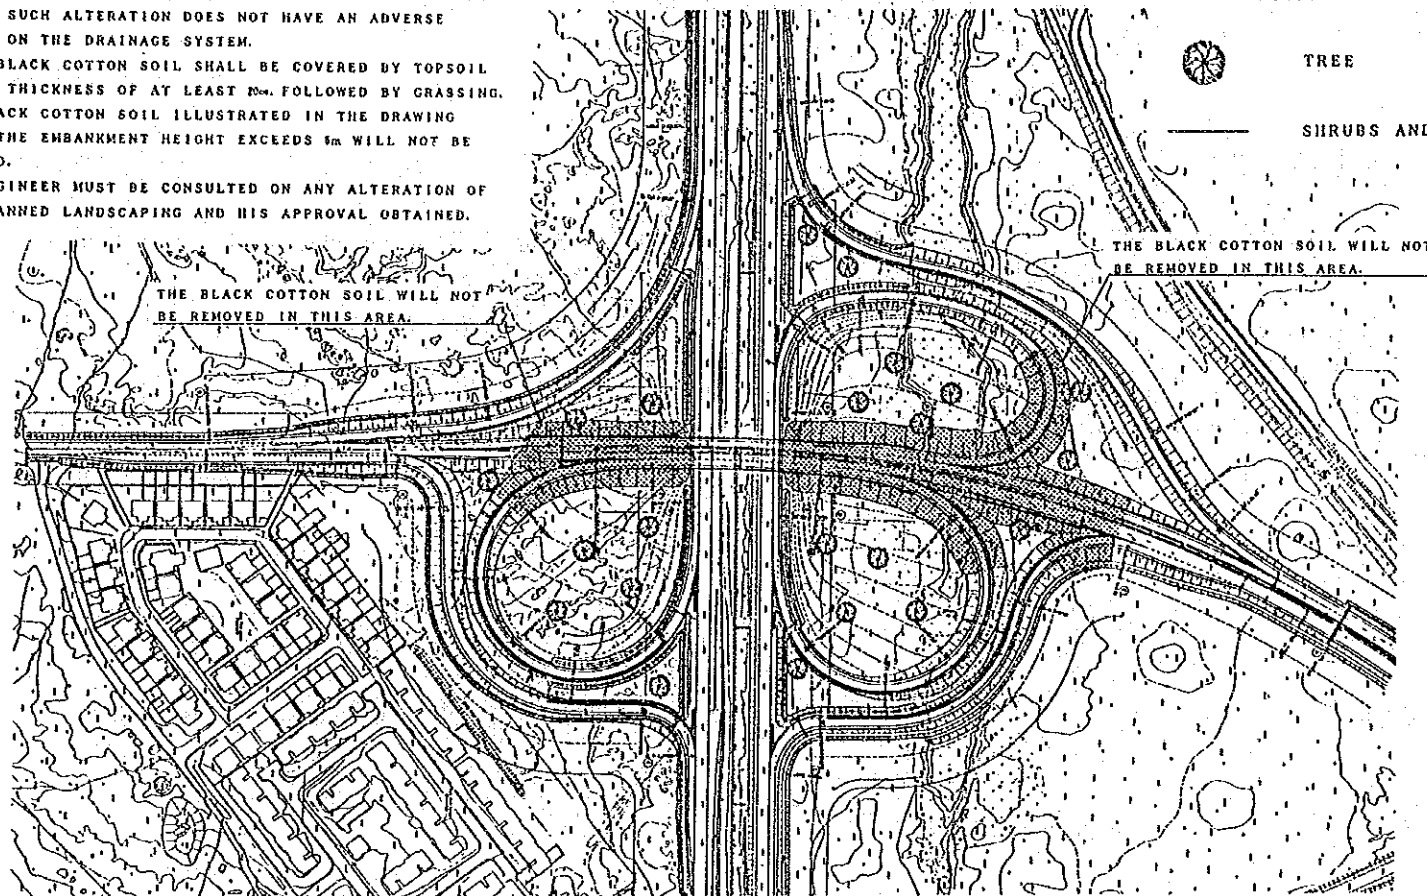 SUCH ALTERATION DOES NOT HAVE AN ADVERSE
ON THE DRAINAGE SYSTEM.
BLACK COTTON SOIL SHALL BE COVERED BY TOPSOIL
THICKNESS OF AT LEAST 20cm. FOLLOWED BY GRASSING.
ACK COTTON SOIL ILLUSTRATED IN THE DRAWING
THE EMBANKMENT HEIGHT EXCEEDS 5m WILL NOT BE
D.
GINEER MUST BE CONSULTED ON ANY ALTERATION OF
ANNED LANDSCAPING AND HIS APPROVAL OBTAINED.
TREE
SHRUBS AND
THE BLACK COTTON SOIL WILL NOT
BE REMOVED IN THIS AREA.
THE BLACK COTTON SOIL WILL NOT
BE REMOVED IN THIS AREA.